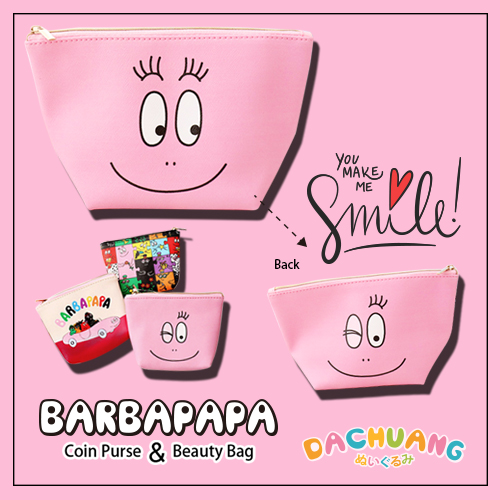 YOU
MAKE
ME
Smile!
Back
BARBAPAPA
BARBAPAPA
Coin Purse & Beauty Bag
DACHUANG
ぬいぐるみ